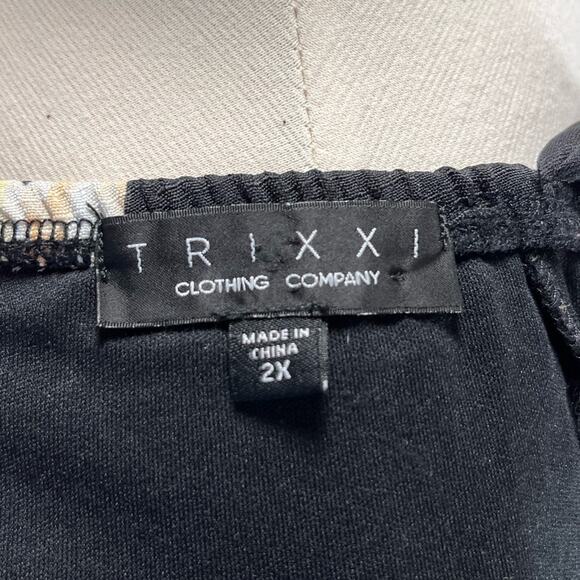 TRIXXI
CLOTHING COMPANY
MADE IN
CHINA
2X